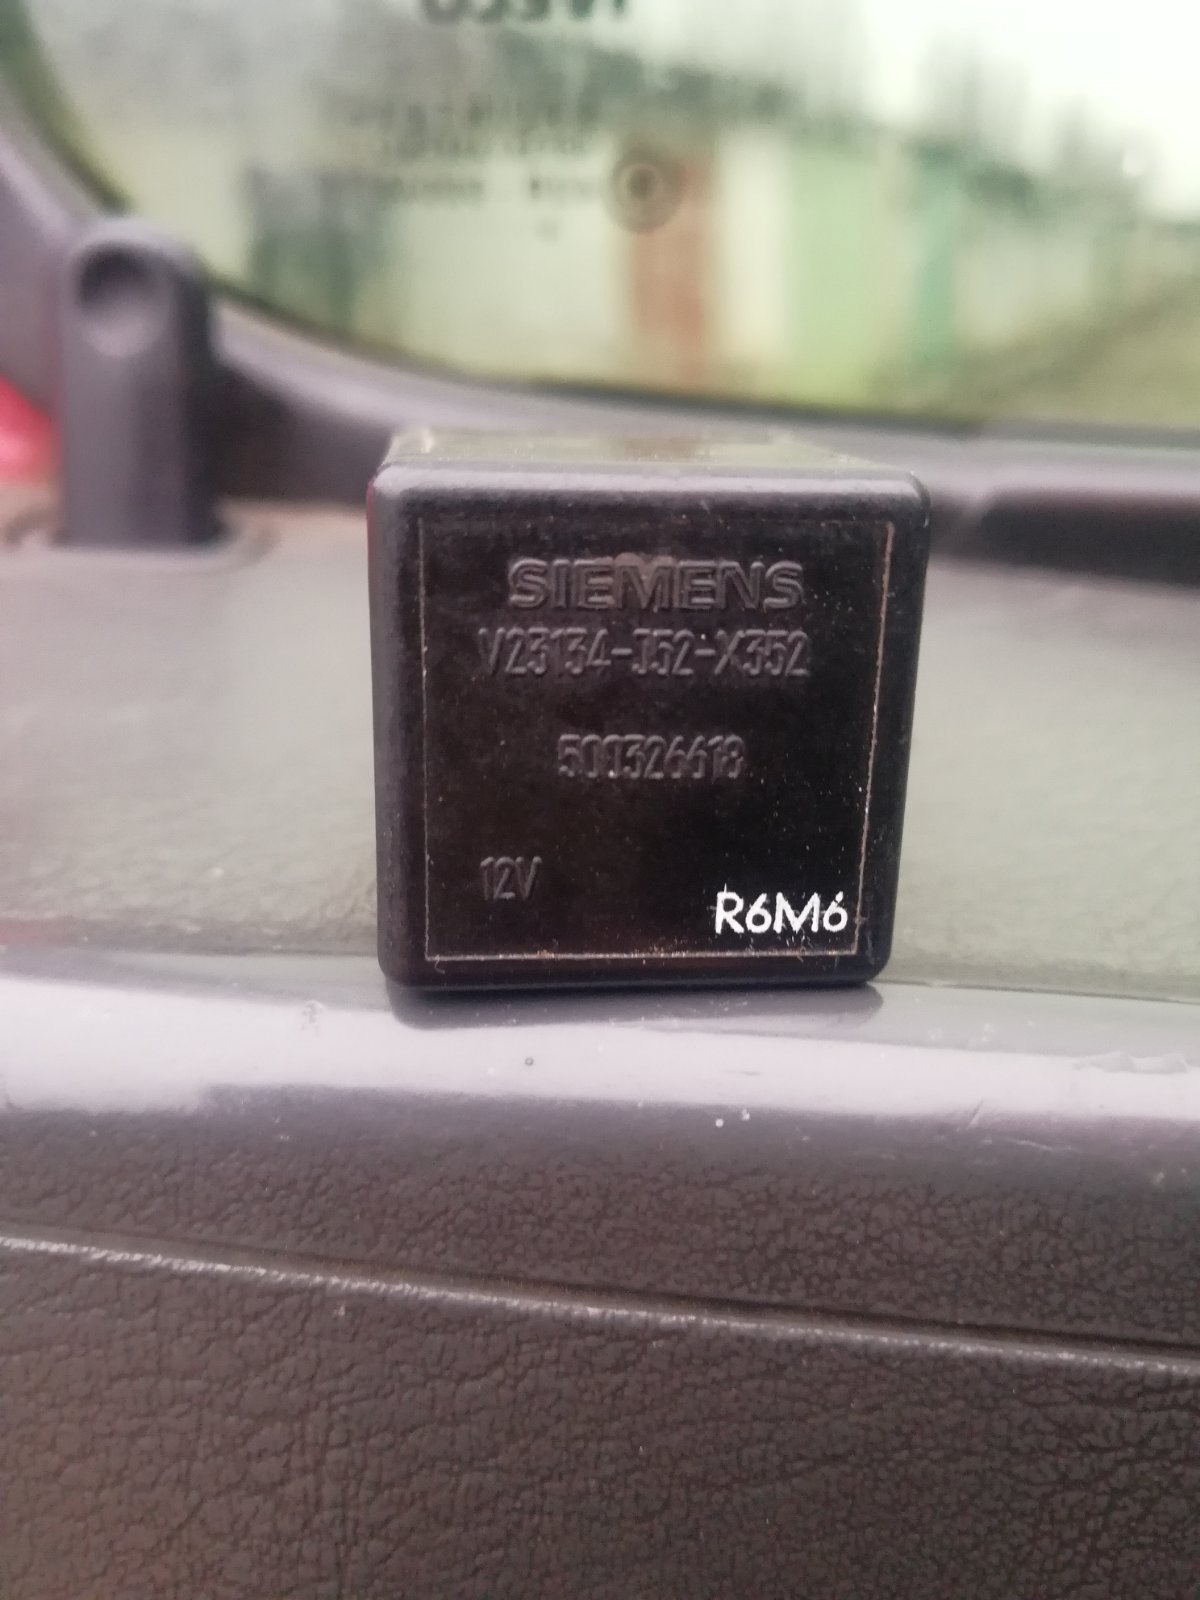 SIEMENS
V23134-J52-X352
500326618
12V
R6M6